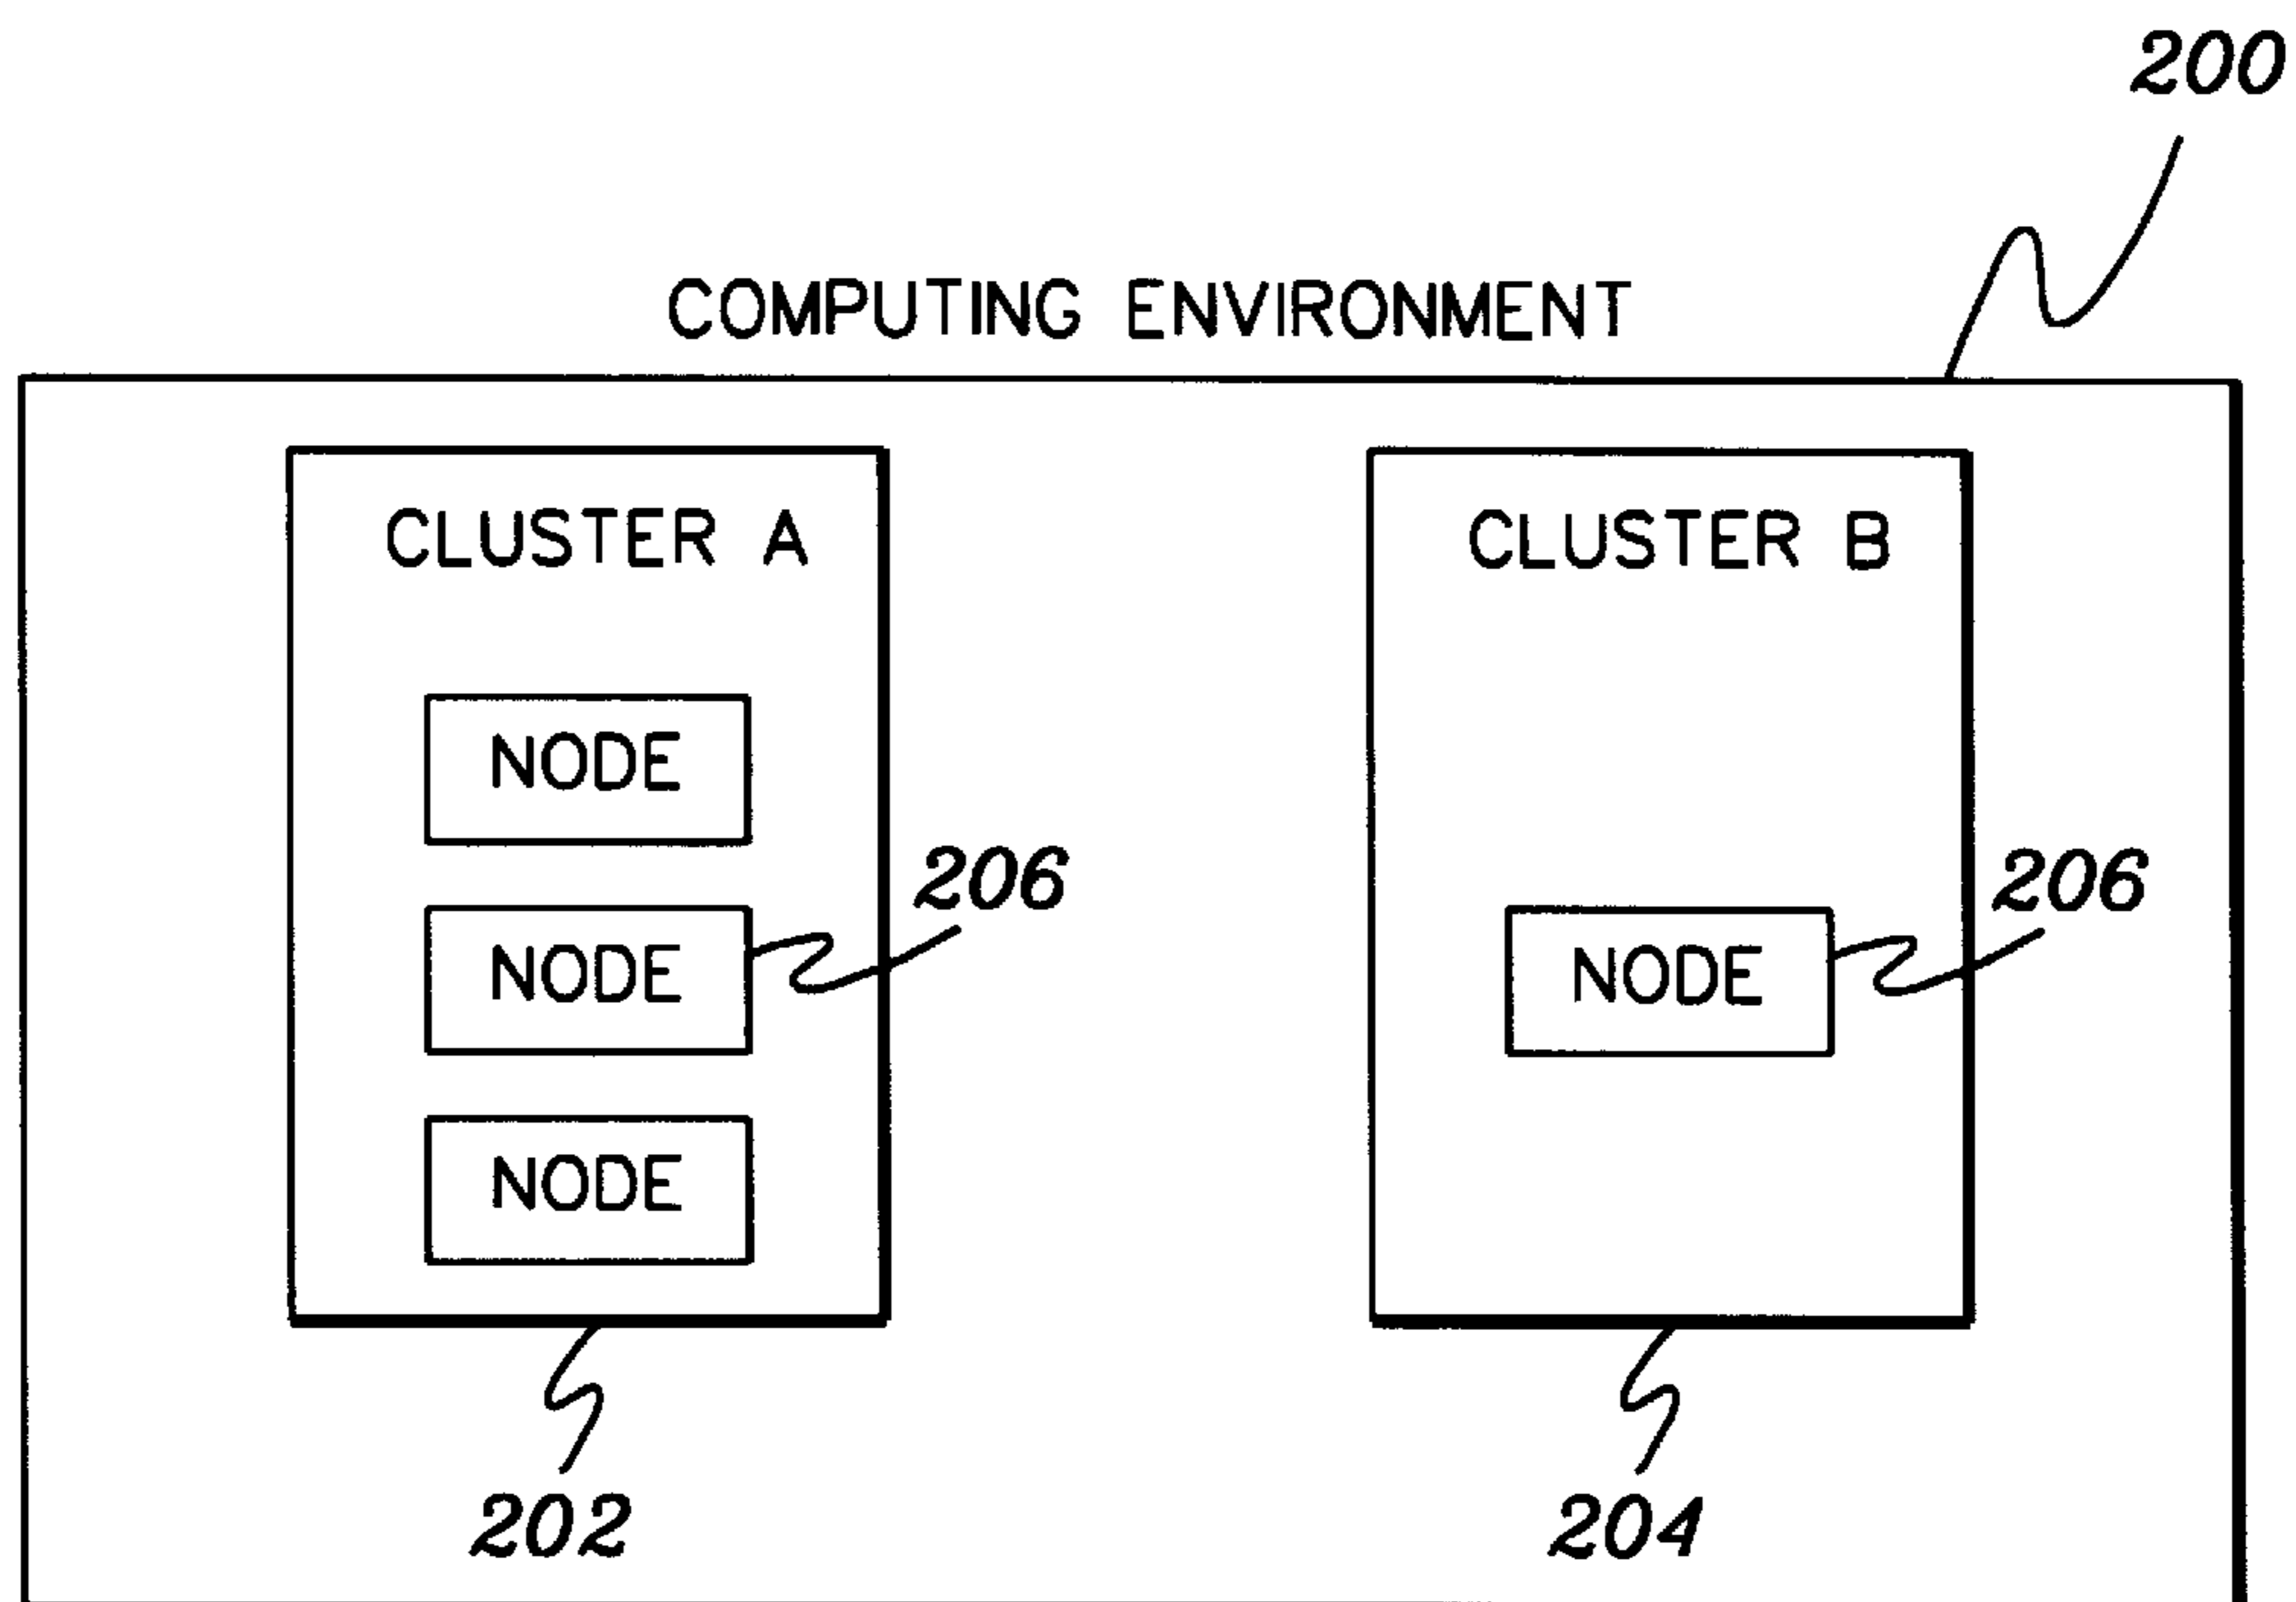 200
COMPUTING ENVIRONMENT
CLUSTER A
CLUSTER B
NODE
206
206
NODE
NODE
NODE
202
204